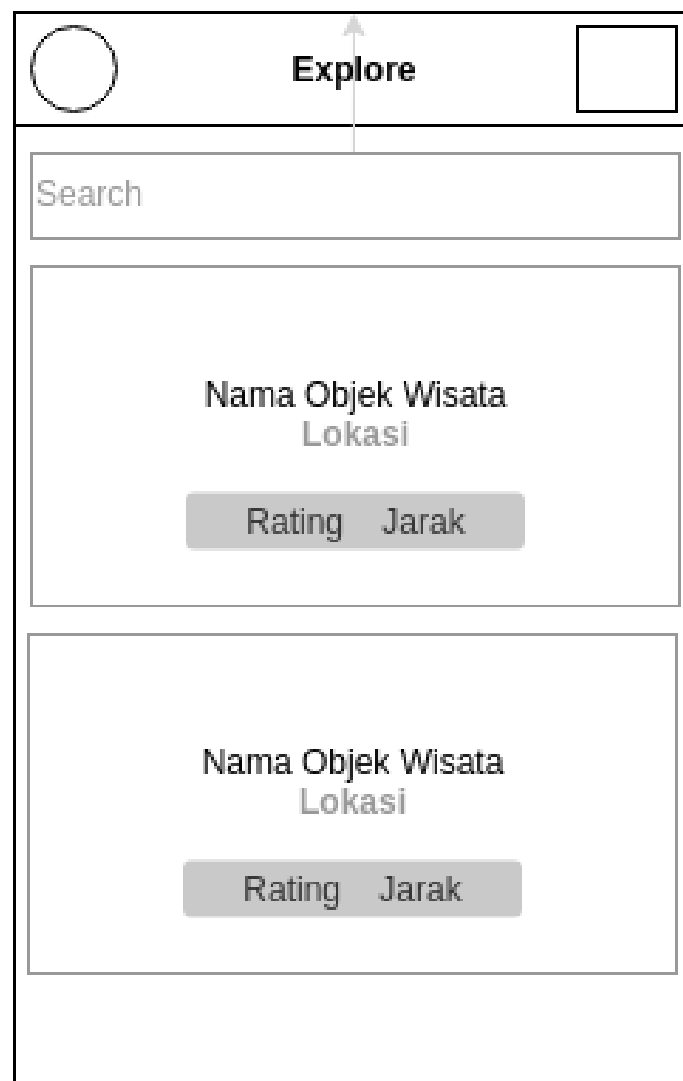 Explore
Search
Nama Objek Wisata
Lokasi
Rating Jarak
Nama Objek Wisata
Lokasi
Rating Jarak